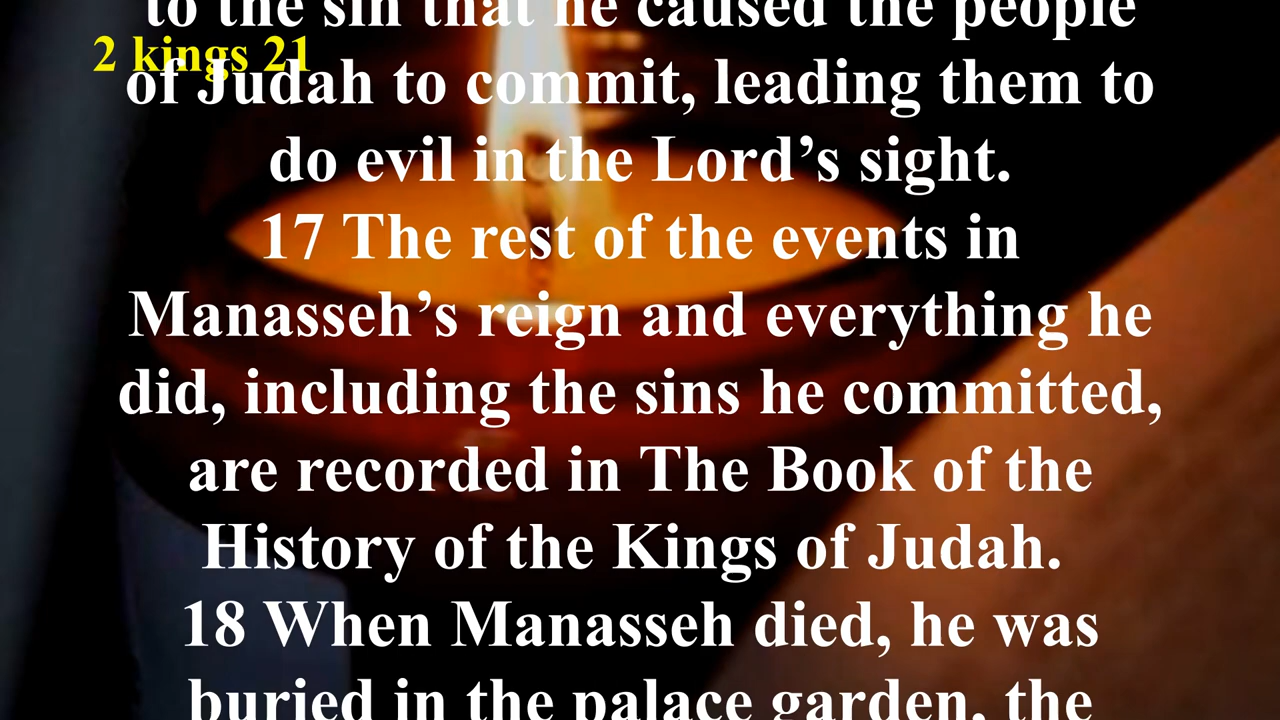 to the sin that he caused the people
2 kings 21
of Judah to commit, leading them to
do evil in the Lord’s sight.
17 The rest of the events in
Manasseh’s reign and everything he
did, including the sins he committed,
are recorded in The Book of the
History of the Kings of Judah.
18 When Manasseh died, he was
buried in the palace garden, the